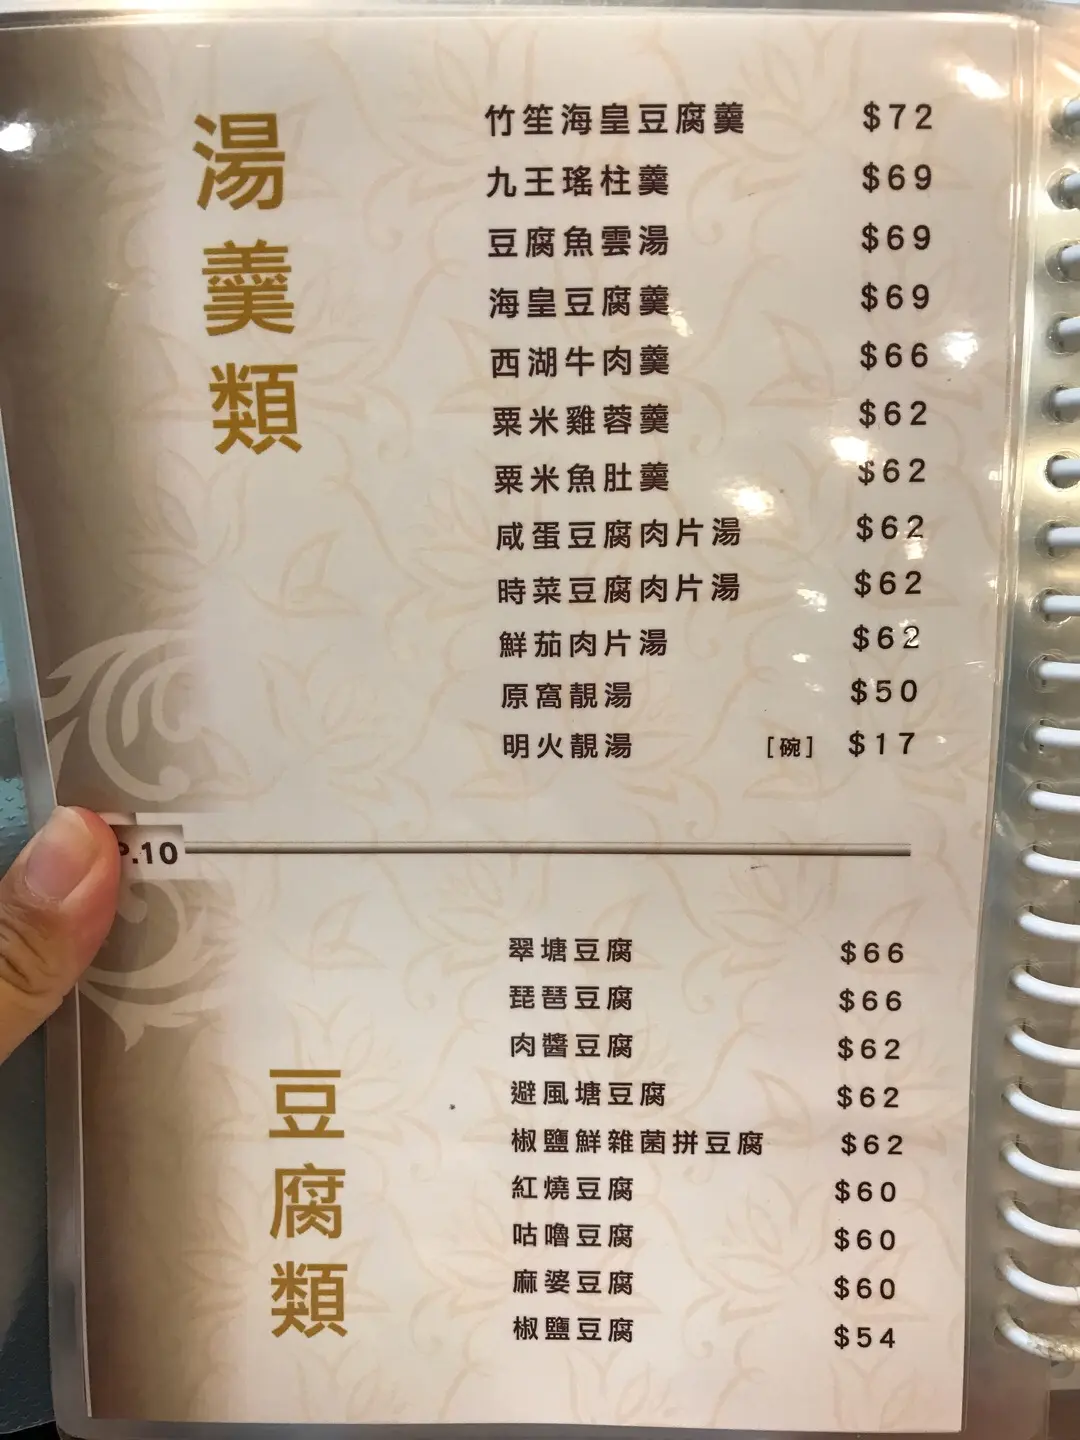 湯羹類
竹笙海皇豆腐羹 $72
九王瑤柱羹 $69
豆腐魚雲湯 $69
海皇豆腐羹 $69
西湖牛肉羹 $66
粟米雞蓉羹 $62
粟米魚肚羹 $62
咸蛋豆腐肉片湯 $62
時菜豆腐肉片湯 $62
鮮茄肉片湯 $62
原窩靚湯 $50
明火靚湯 [碗] $17
P.10
豆腐類
翠塘豆腐 $66
琵琶豆腐 $66
肉醬豆腐 $62
避風塘豆腐 $62
椒鹽鮮雜菌拼豆腐 $62
紅燒豆腐 $60
咕嚕豆腐 $60
麻婆豆腐 $60
椒鹽豆腐 $54